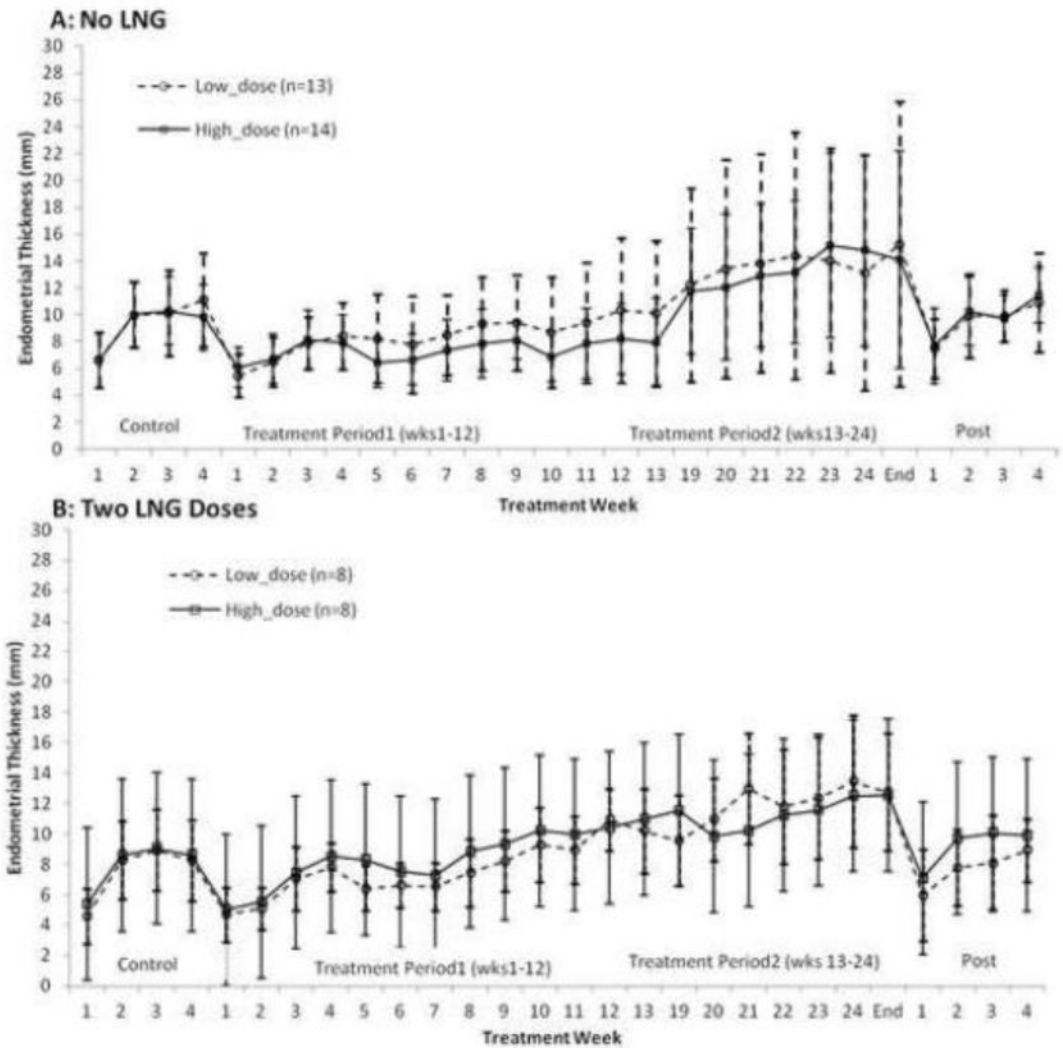 A: No LNG
30
28
26
24
22
20
18
16
14
12
10
8
6
4
2
0
Endometrial Thickness (mm)
Low_dose (n=13)
High_dose (n=14)
Control
Treatment Period1 (wks1-12)
Treatment Period2 (wks13-24)
Post
1 2 3 4 1 2 3 4 5 6 7 8 9 10 11 12 13 19 20 21 22 23 24 End 1 2 3 4
Treatment Week
B: Two LNG Doses
30
28
26
24
22
20
18
16
14
12
10
8
6
4
2
0
Endometrial Thickness (mm)
Low_dose (n=8)
High_dose (n=8)
Control
Treatment Period1 (wks1-12)
Treatment Period2 (wks 13-24)
Post
1 2 3 4 1 2 3 4 5 6 7 8 9 10 11 12 13 19 20 21 22 23 24 End 1 2 3 4
Treatment Week